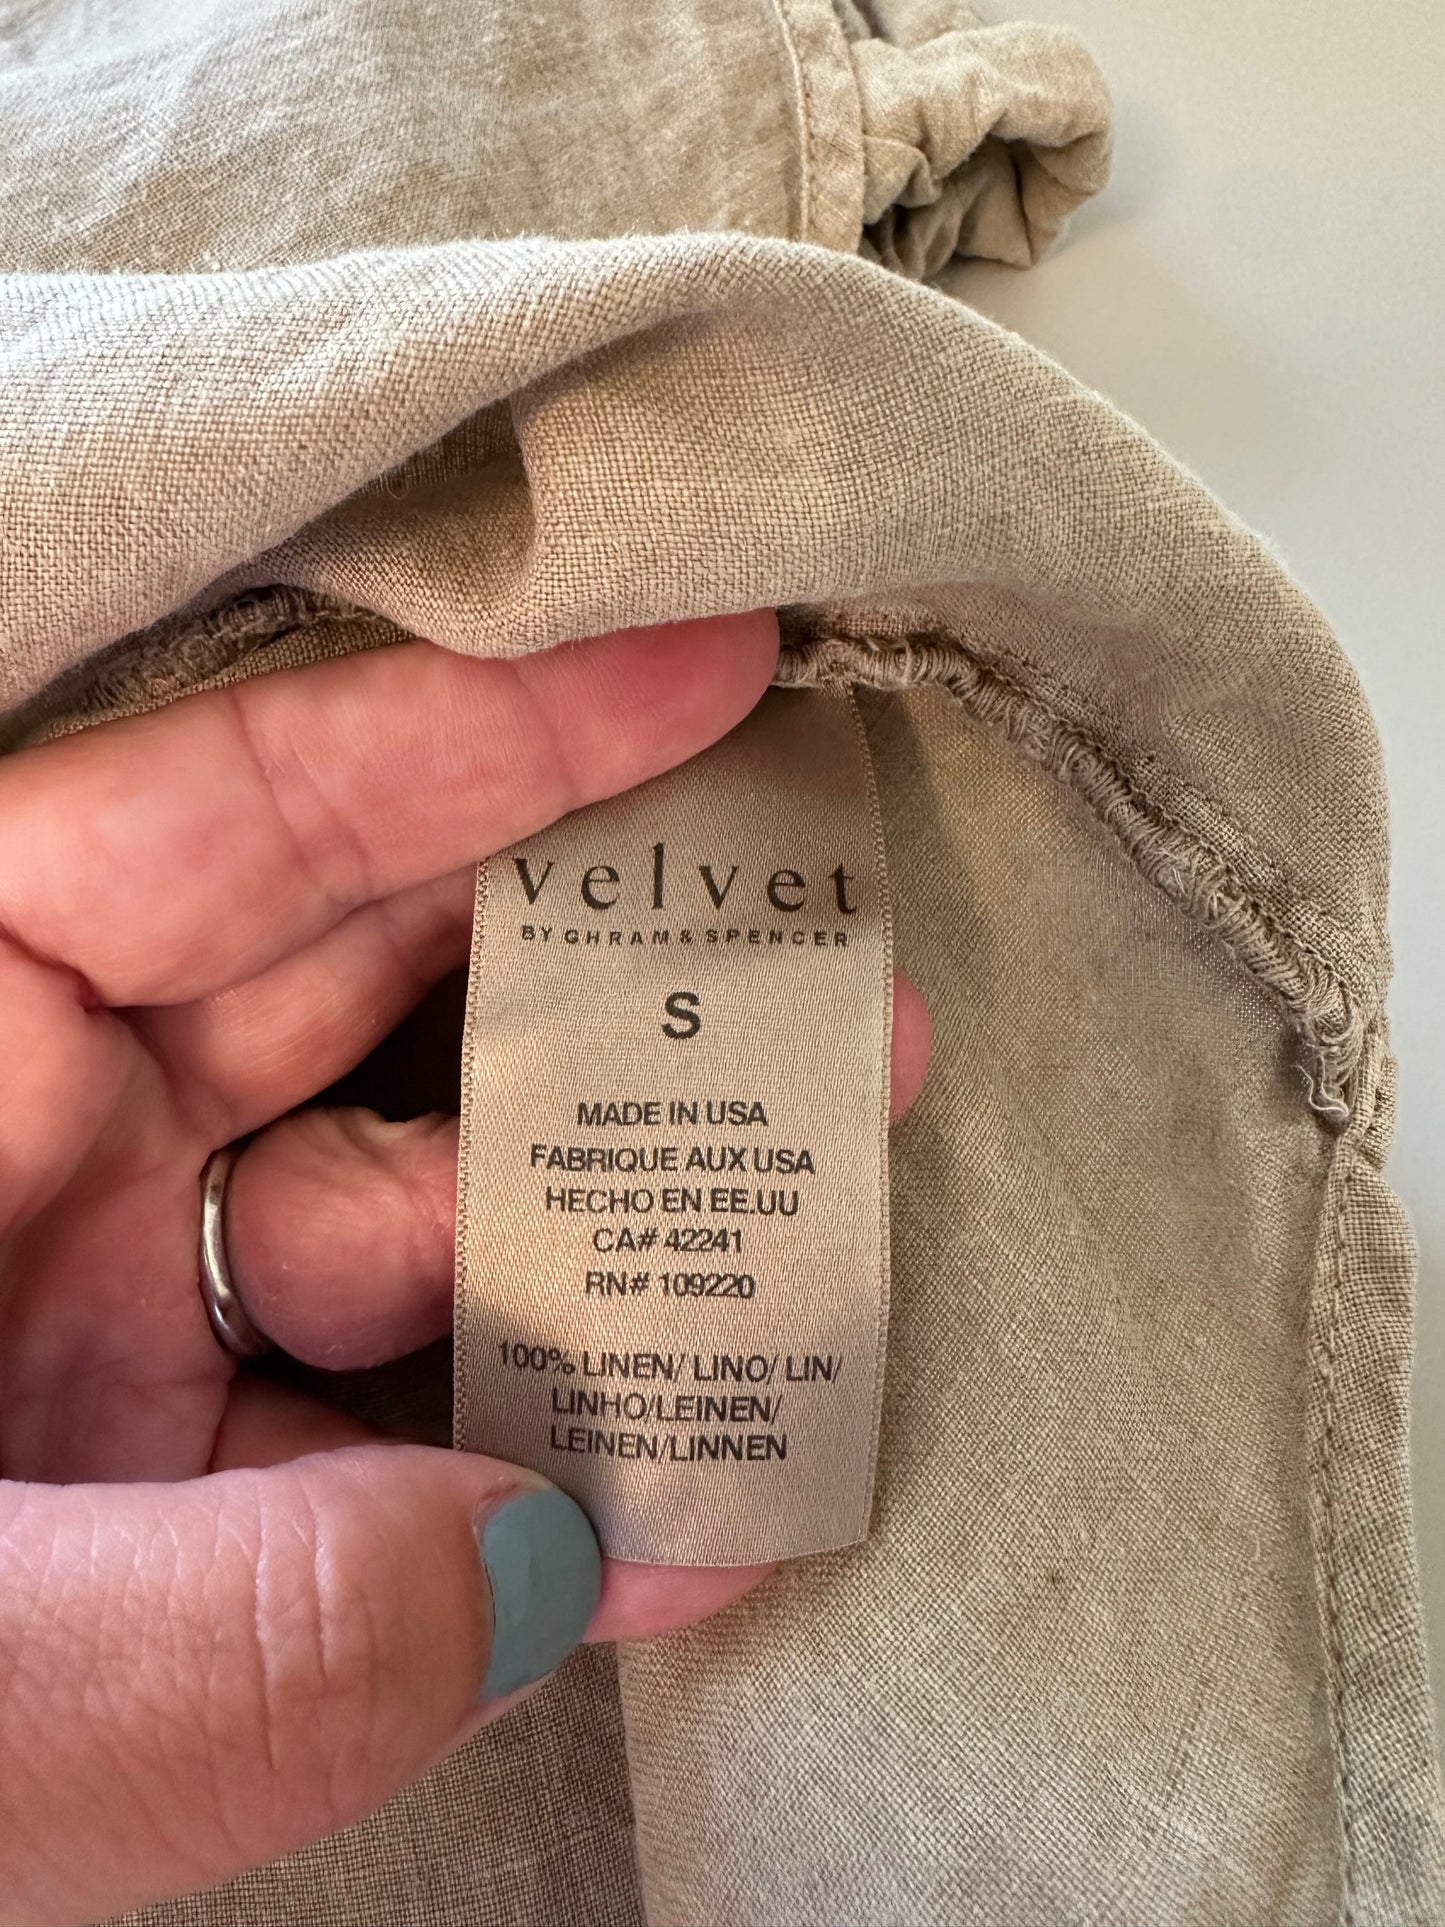 velvet
BY GHRAM & SPENCER
S
MADE IN USA
FABRIQUE AUX USA
HECHO EN EE.UU
CA# 42241
RN# 109220
100% LINEN/ LINO/ LIN/
LINHO/LEINEN/
LEINEN/LINNEN